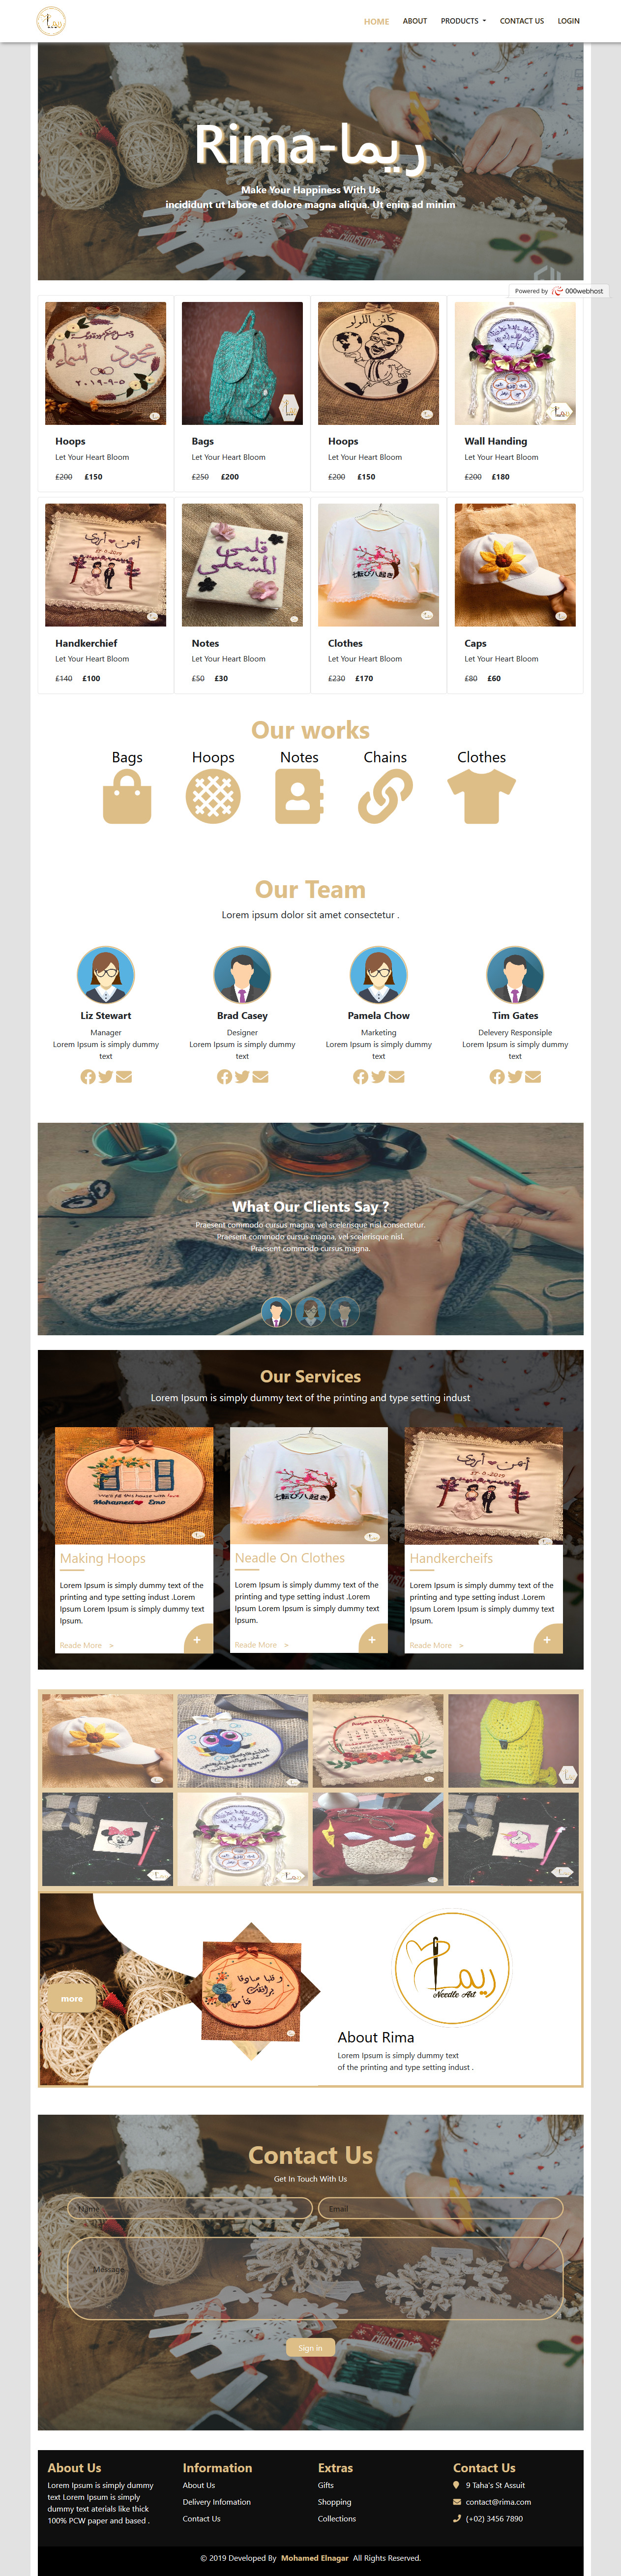 HOME
ABOUT
PRODUCTS
CONTACT US
LOGIN
Rima-ريما
Make Your Happiness With Us
incididunt ut labore et dolore magna aliqua. Ut enim ad minim
Powered by 000webhost
Hoops
Let Your Heart Bloom
£200 £150
Bags
Let Your Heart Bloom
£250 £200
Hoops
Let Your Heart Bloom
£200 £150
Wall Handing
Let Your Heart Bloom
£200 £180
Handkerchief
Let Your Heart Bloom
£140 £100
Notes
Let Your Heart Bloom
£50 £30
Clothes
Let Your Heart Bloom
£230 £170
Caps
Let Your Heart Bloom
£80 £60
Our works
Bags
Hoops
Notes
Chains
Clothes
Our Team
Lorem ipsum dolor sit amet consectetur .
Liz Stewart
Manager
Lorem Ipsum is simply dummy
text
Brad Casey
Designer
Lorem Ipsum is simply dummy
text
Pamela Chow
Marketing
Lorem Ipsum is simply dummy
text
Tim Gates
Delevery Responsiple
Lorem Ipsum is simply dummy
text
What Our Clients Say ?
Praesent commodo cursus magna, vel scelerisque nisl consectetur.
Praesent commodo cursus magna, vel scelerisque nisl.
Praesent commodo cursus magna.
Our Services
Lorem Ipsum is simply dummy text of the printing and type setting indust
Making Hoops
Lorem Ipsum is simply dummy text of the
printing and type setting indust .Lorem
Ipsum Lorem Ipsum is simply dummy text
Ipsum.
Reade More >
+
Neadle On Clothes
Lorem Ipsum is simply dummy text of the
printing and type setting indust .Lorem
Ipsum Lorem Ipsum is simply dummy text
Ipsum.
Reade More >
+
Handkercheifs
Lorem Ipsum is simply dummy text of the
printing and type setting indust .Lorem
Ipsum Lorem Ipsum is simply dummy text
Ipsum.
Reade More >
+
more
ريما
Needle Art
About Rima
Lorem Ipsum is simply dummy text
of the printing and type setting indust .
Contact Us
Get In Touch With Us
Name
Email
Message
Sign in
About Us
Lorem Ipsum is simply dummy
text Lorem Ipsum is simply
dummy text aterials like thick
100% PCW paper and based .
Information
About Us
Delivery Infomation
Contact Us
Extras
Gifts
Shopping
Collections
Contact Us
9 Taha's St Assuit
contact@rima.com
(+02) 3456 7890
© 2019 Developed By Mohamed Elnagar All Rights Reserved.